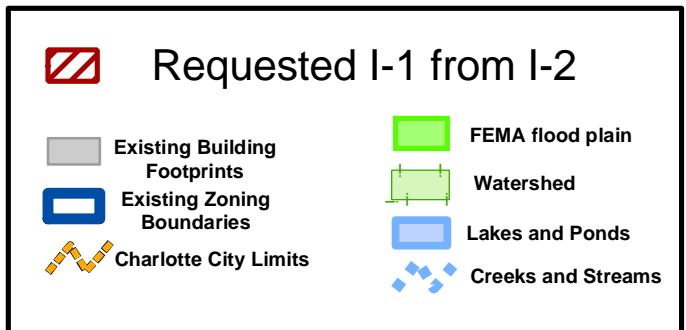 Requested I-1 from I-2
Existing Building
Footprints
Existing Zoning
Boundaries
Charlotte City Limits
FEMA flood plain
Watershed
Lakes and Ponds
Creeks and Streams